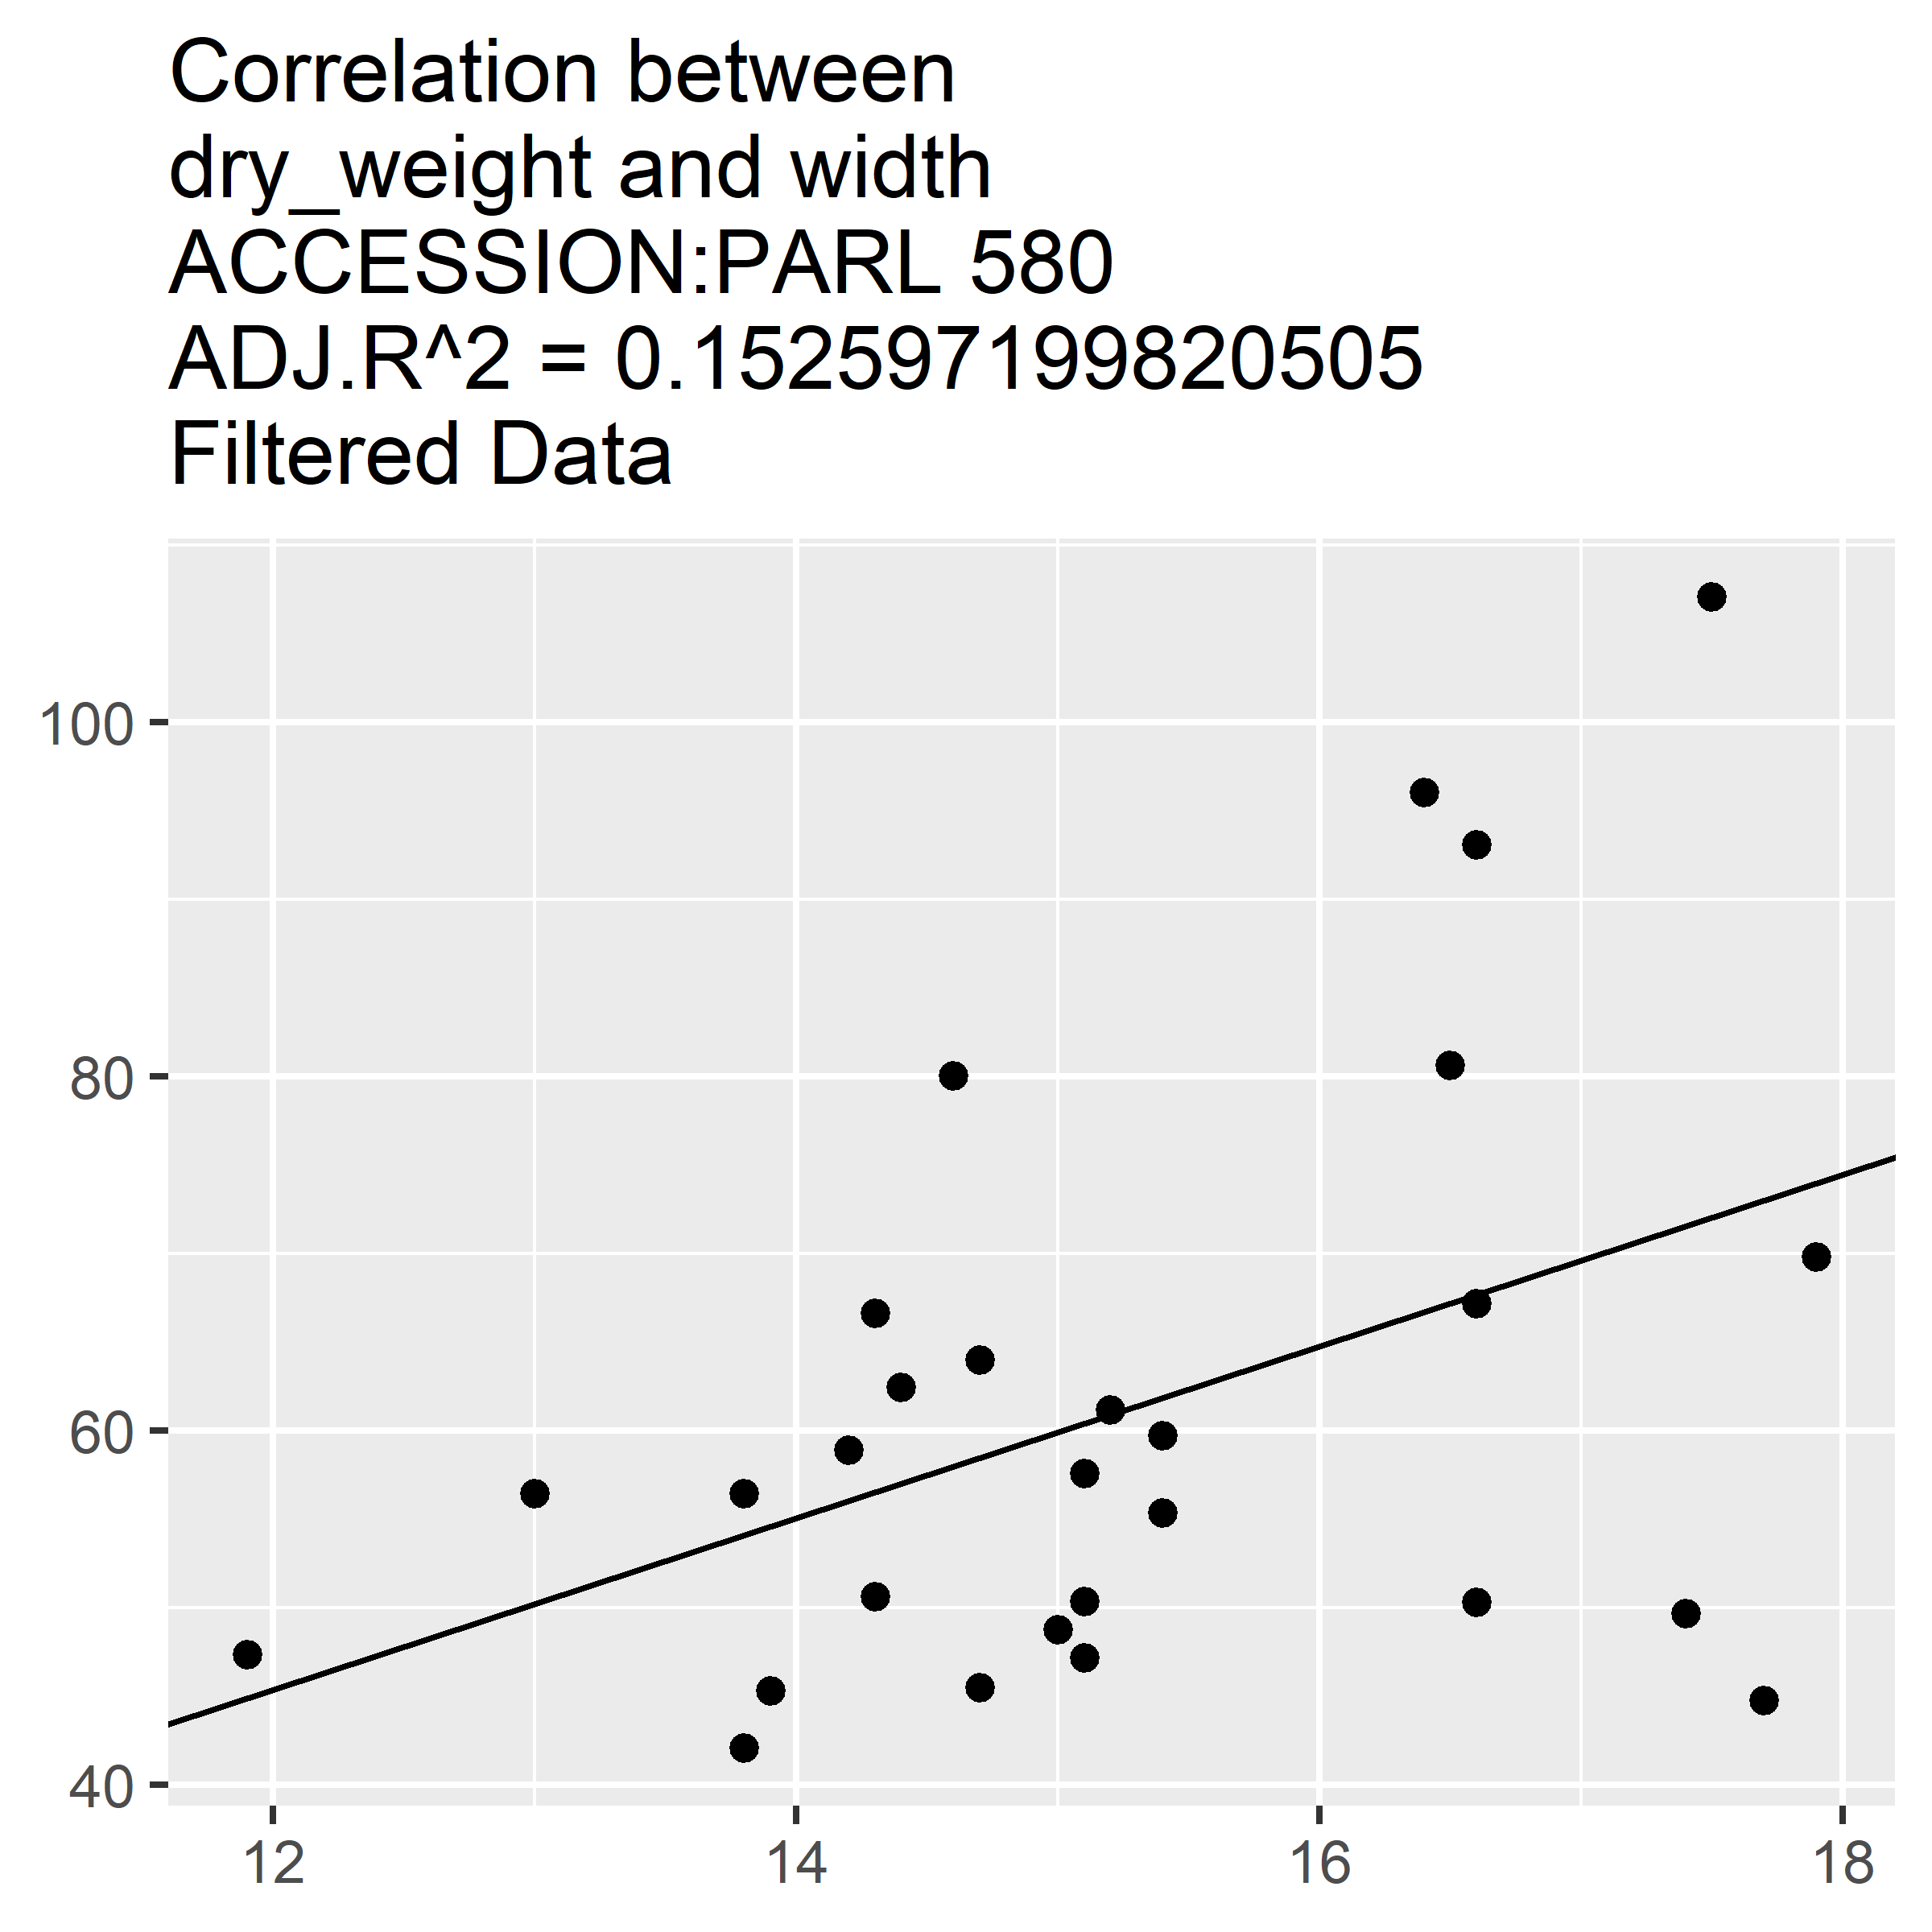 Correlation between
dry_weight and width
ACCESSION:PARL 580
ADJ.R^2 = 0.152597199820505
Filtered Data
100
80
60
40
12 14 16 18